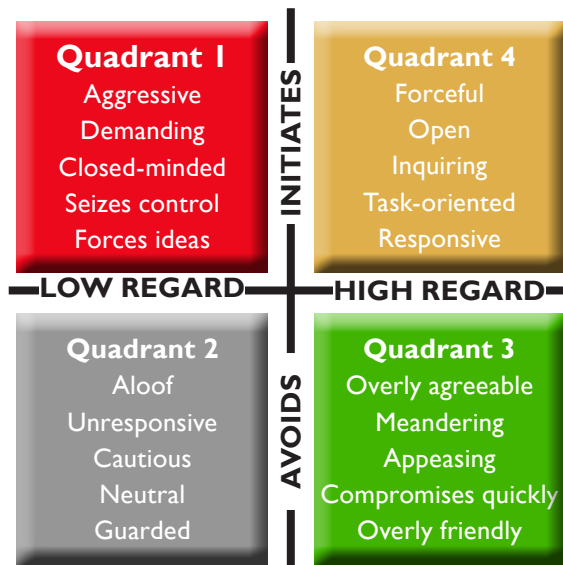 Quadrant 1
Aggressive
Demanding
Closed-minded
Seizes control
Forces ideas
INITIATES
Quadrant 4
Forceful
Open
Inquiring
Task-oriented
Responsive
LOW REGARD
HIGH REGARD
Quadrant 2
Aloof
Unresponsive
Cautious
Neutral
Guarded
AVOIDS
Quadrant 3
Overly agreeable
Meandering
Appeasing
Compromises quickly
Overly friendly